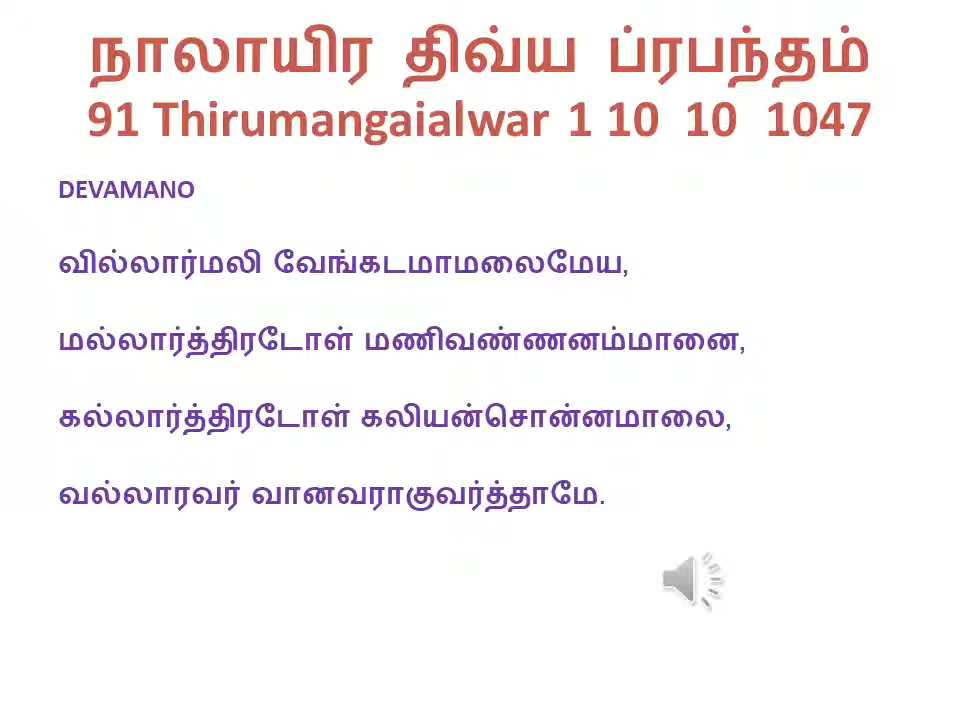 நாலாயிர திவ்ய ப்ரபந்தம்
91 Thirumangaialwar 1 10 10 1047
DEVAMANO
வில்லார்மலி வேங்கடமாமலைமேய,
மல்லார்த்திரடோள் மணிவண்ணனம்மானை,
கல்லார்த்திரடோள் கலியன்சொன்னமாலை,
வல்லாரவர் வானவராகுவர்த்தாமே.